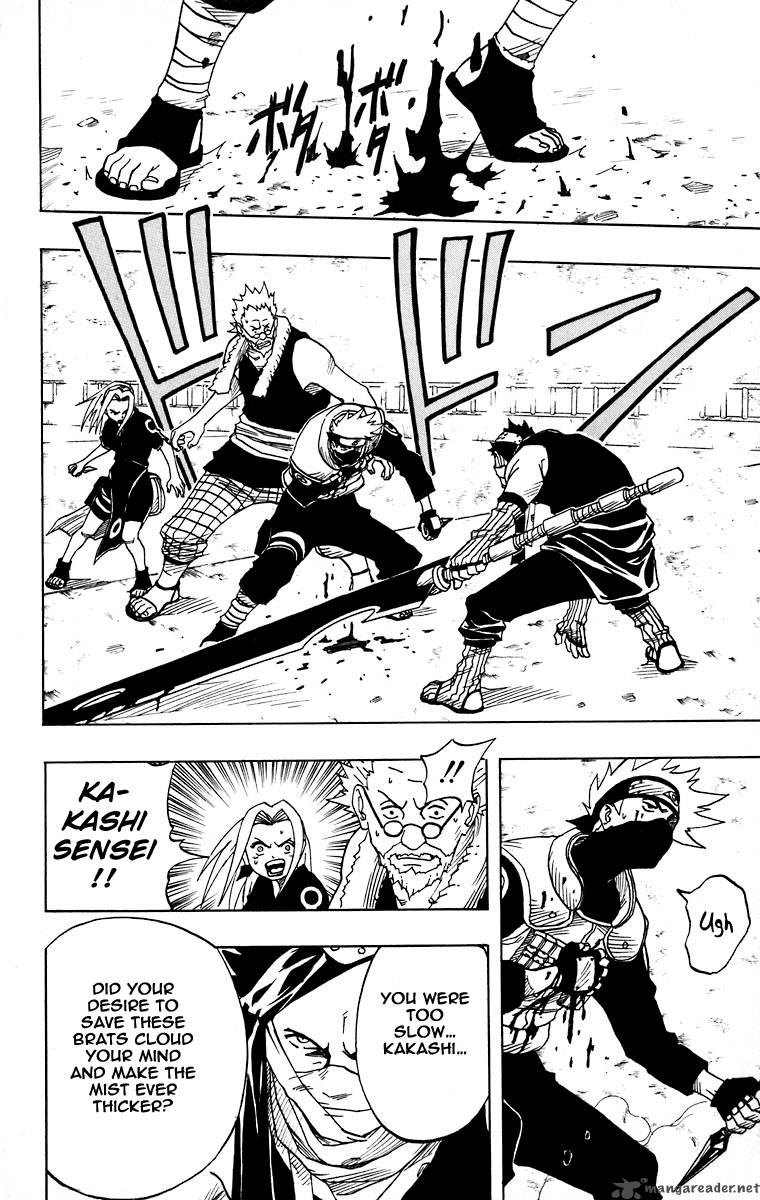 ボタ
ボタ
ドドン
!!
KA-
KASHI
SENSEI
!!
Ugh
YOU WERE
TOO
SLOW...
KAKASHI...
DID YOUR
DESIRE TO
SAVE THESE
BRATS CLOUD
YOUR MIND
AND MAKE THE
MIST EVER
THICKER?
mangareader.net